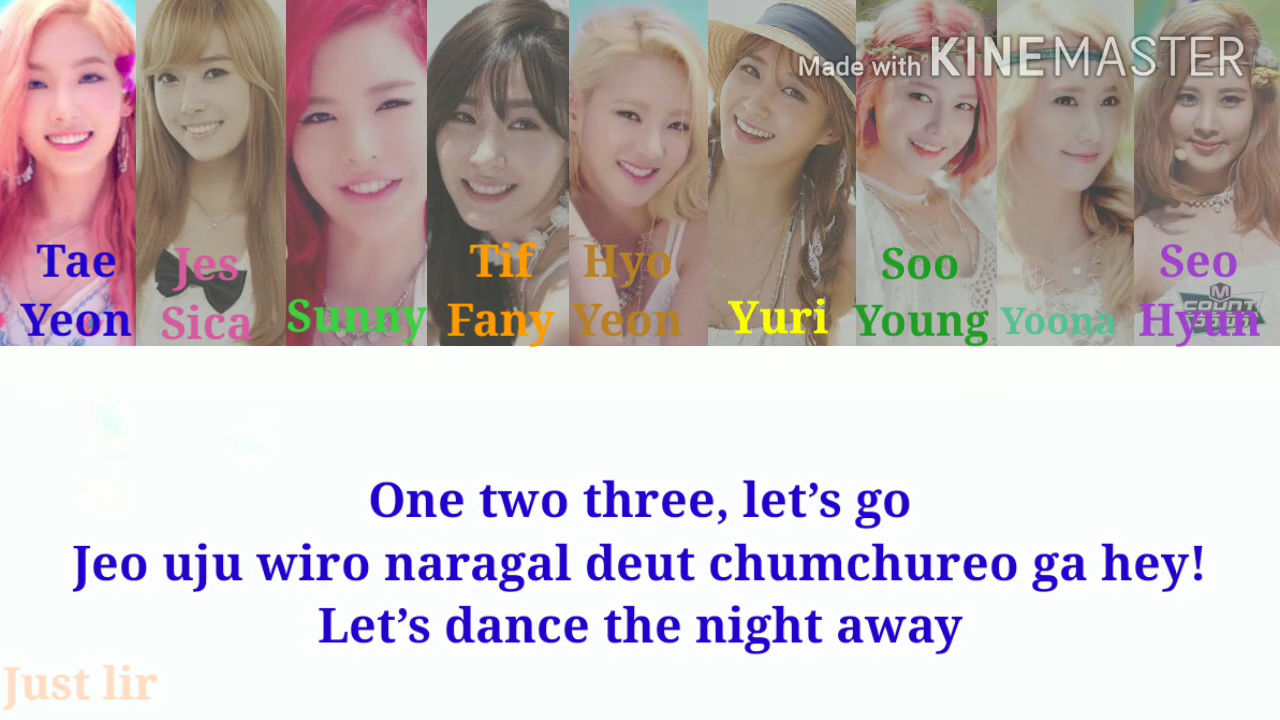 Made with KINEMASTER
Tae
Yeon
Jes
Sica
Sunny
Tif
Fany
Hyo
Yeon
Yuri
Soo
Young
Yoona
Seo
Hyun
M
COUNT
One two three, let’s go
Jeo uju wiro naragal deut chumchureo ga hey!
Let’s dance the night away
Just lir